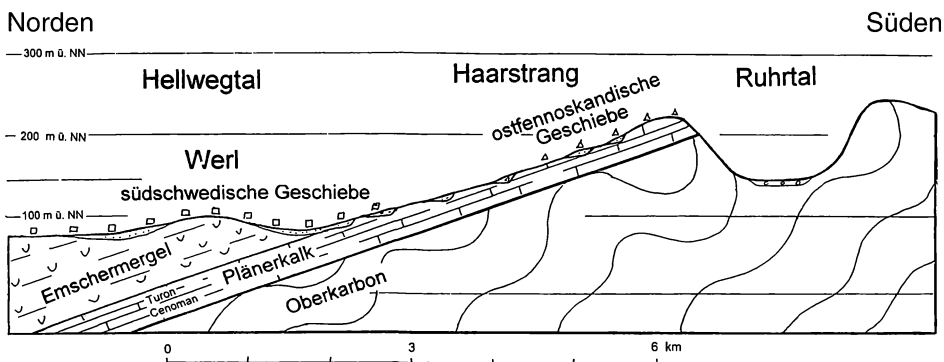 Norden
Süden
300 m ü. NN
Hellwegtal
Haarstrang
Ruhrtal
ostfennoskandische
Geschiebe
200 m ü. NN
Werl
südschwedische Geschiebe
100 m ü. NN
Emschermergel
Plänerkalk
Turon
Cenoman
Oberkarbon
0
3
6 km